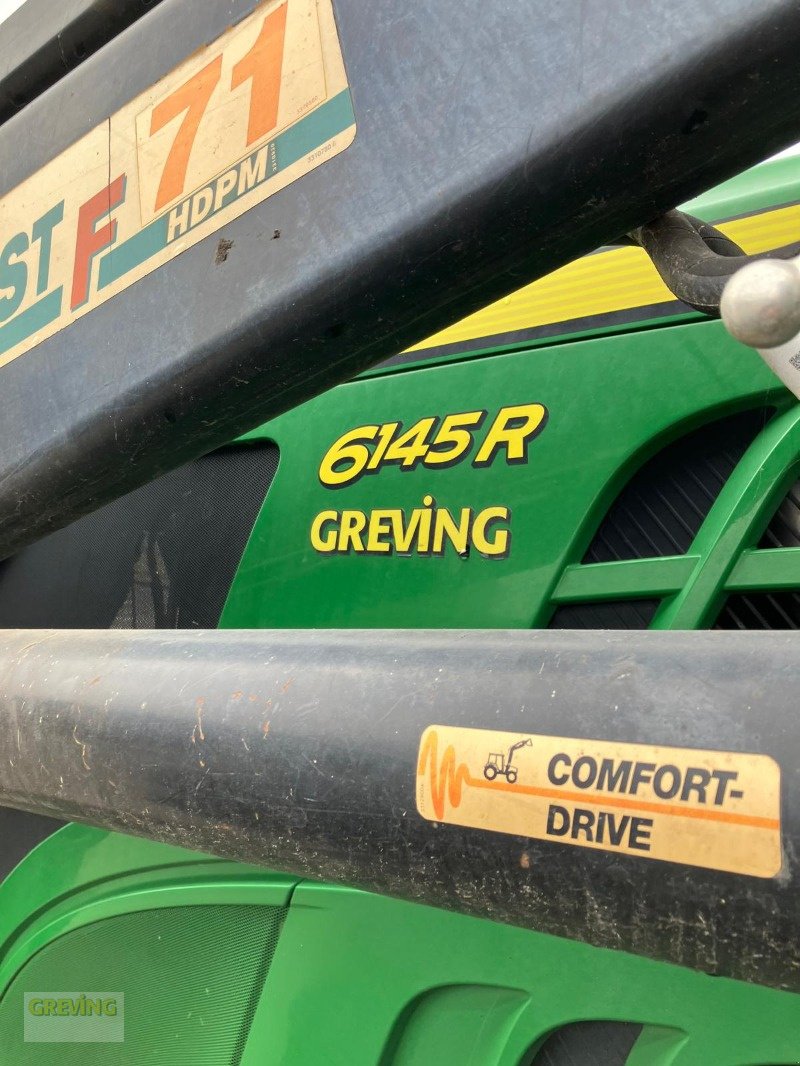 ST F 71
HDPM
6145R
GREViNG
COMFORT-
DRIVE
GREVING